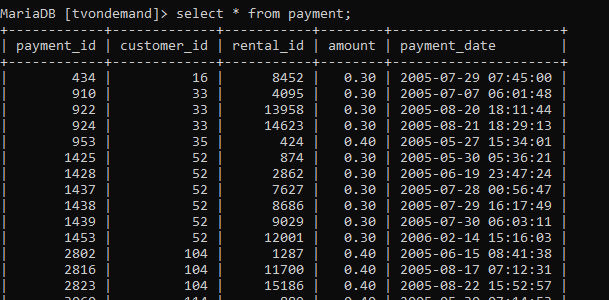 MariaDB [tvondemand]> select * from payment;
+------------+-------------+-----------+--------+---------------------+
| payment_id | customer_id | rental_id | amount | payment_date        |
+------------+-------------+-----------+--------+---------------------+
|        434 |          16 |      8452 |   0.30 | 2005-07-29 07:45:00 |
|        910 |          33 |      4095 |   0.30 | 2005-07-07 06:01:48 |
|        922 |          33 |     13958 |   0.30 | 2005-08-20 18:11:44 |
|        924 |          33 |     14623 |   0.30 | 2005-08-21 18:29:13 |
|        953 |          35 |       424 |   0.40 | 2005-05-27 15:34:01 |
|       1425 |          52 |       874 |   0.30 | 2005-05-30 05:36:21 |
|       1428 |          52 |      2862 |   0.30 | 2005-06-19 23:47:24 |
|       1437 |          52 |      7627 |   0.30 | 2005-07-28 00:56:47 |
|       1438 |          52 |      8686 |   0.30 | 2005-07-29 16:17:49 |
|       1439 |          52 |      9029 |   0.30 | 2005-07-30 06:03:11 |
|       1453 |          52 |     12001 |   0.30 | 2006-02-14 15:16:03 |
|       2802 |         104 |      1287 |   0.40 | 2005-06-15 08:41:38 |
|       2816 |         104 |     11700 |   0.40 | 2005-08-17 07:12:31 |
|       2823 |         104 |     15186 |   0.40 | 2005-08-22 15:52:57 |